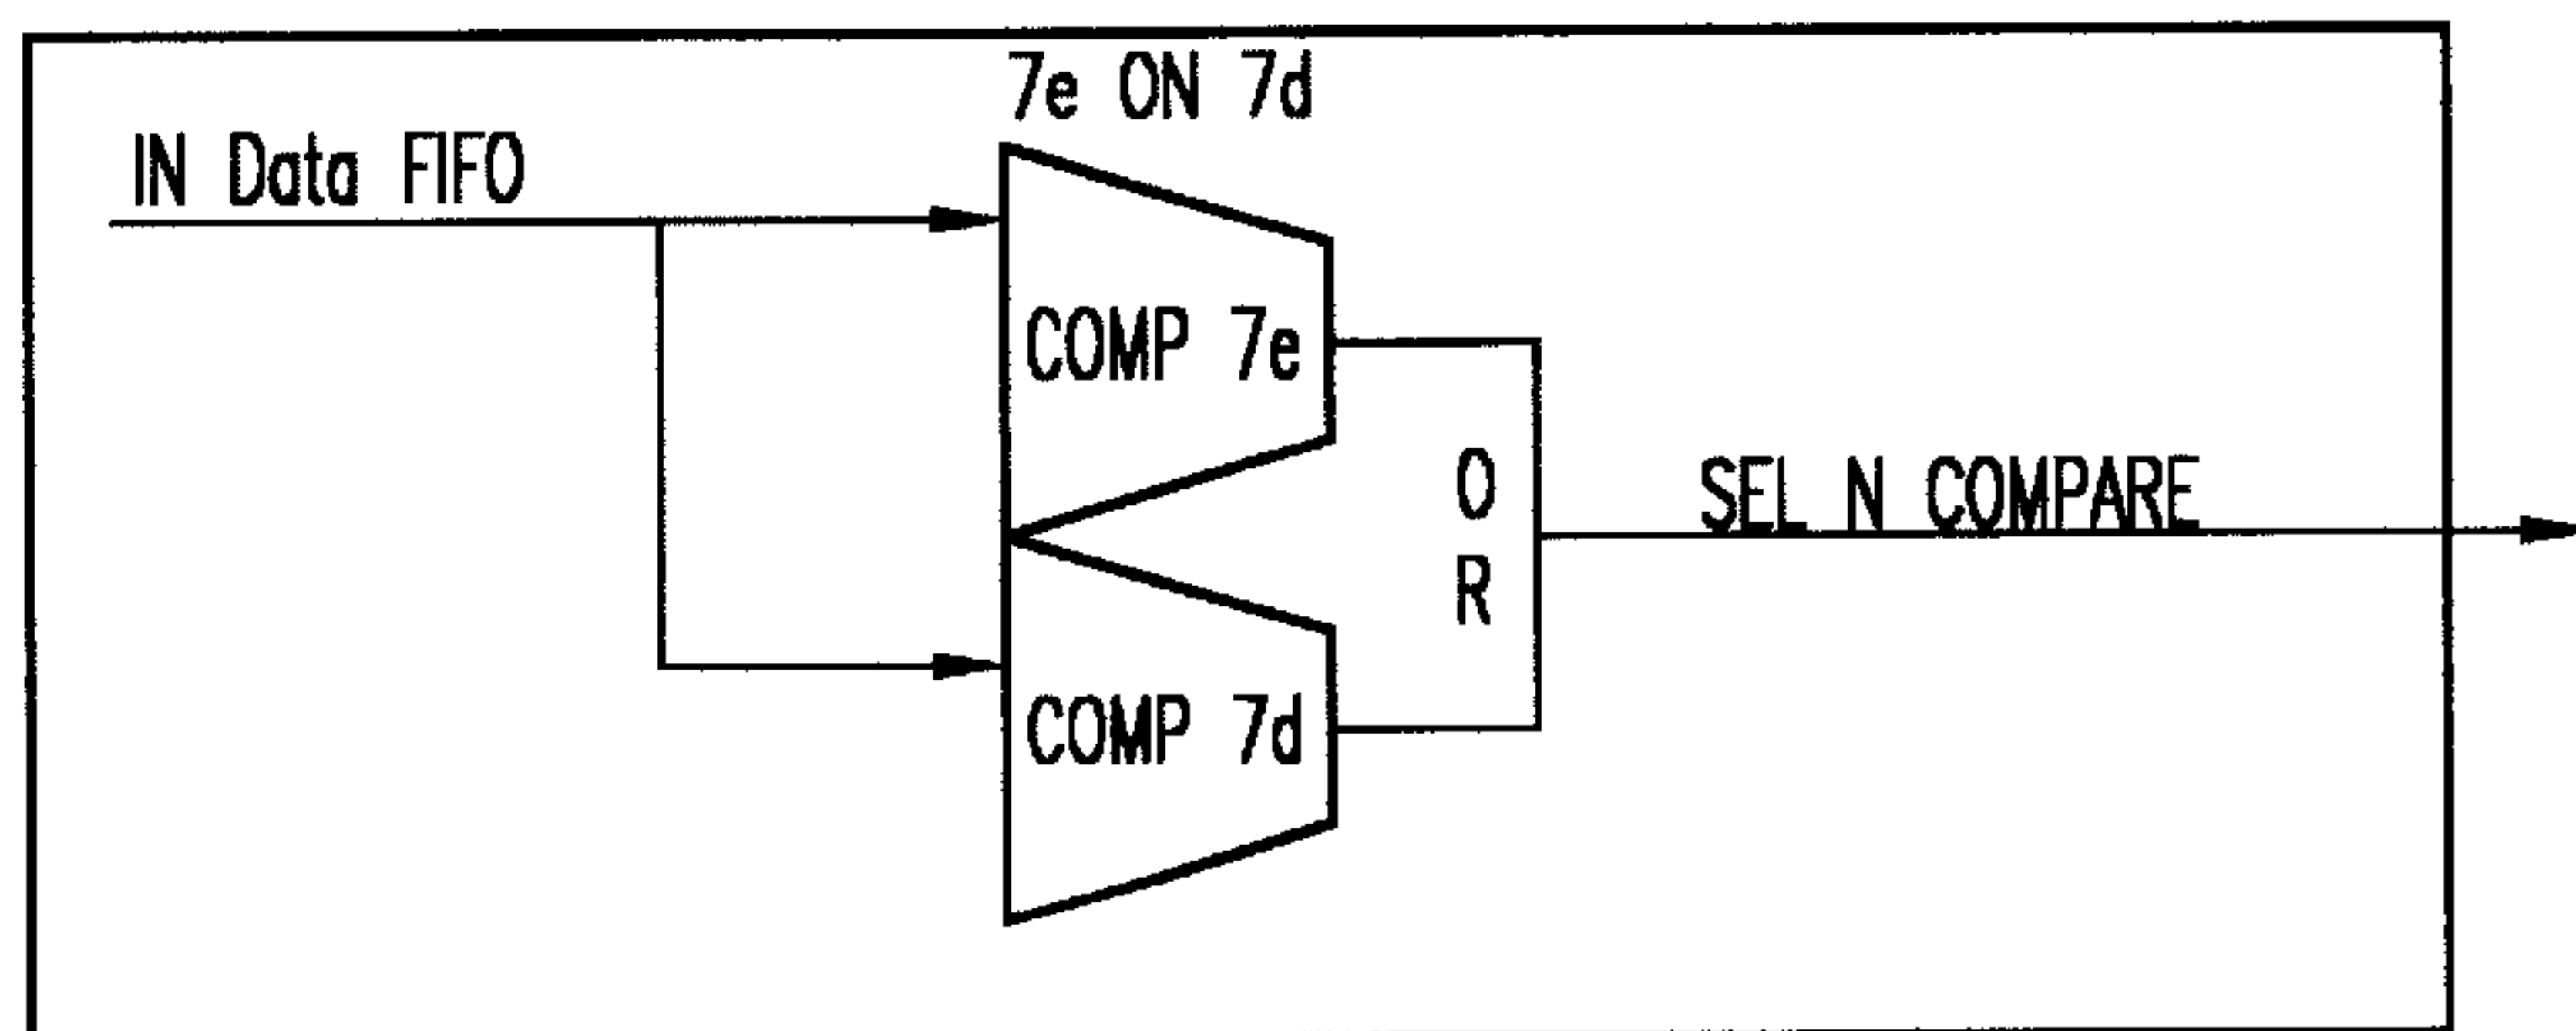 7e ON 7d
IN Data FIFO
COMP 7e
O
R
SEL N COMPARE
COMP 7d